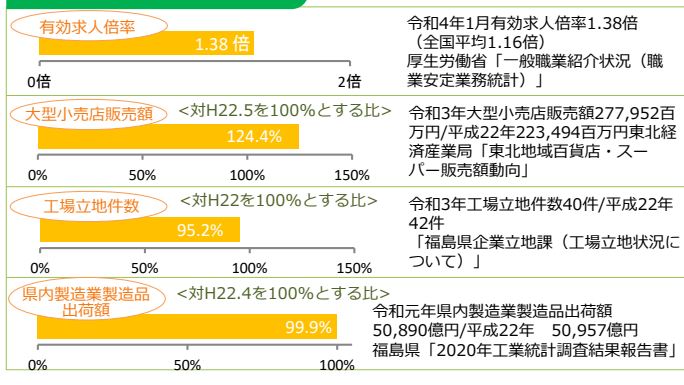 有効求人倍率
1.38 倍
0倍
2倍
令和4年1月有効求人倍率1.38倍
（全国平均1.16倍）
厚生労働省「一般職業紹介状況（職
業安定業務統計）」
大型小売店販売額
<対H22.5を100%とする比>
124.4%
0%
50%
100%
150%
令和3年大型小売店販売額277,952百
万円/平成22年223,494百万円東北経
済産業局「東北地域百貨店・スー
パー販売額動向」
工場立地件数
<対H22を100%とする比>
95.2%
0%
50%
100%
150%
令和3年工場立地件数40件/平成22年
42件
「福島県企業立地課（工場立地状況に
ついて）」
県内製造業製造品
出荷額
<対H22.4を100%とする比>
99.9%
0%
50%
100%
令和元年県内製造業製造品出荷額
50,890億円/平成22年　50,957億円
福島県「2020年工業統計調査結果報告書」